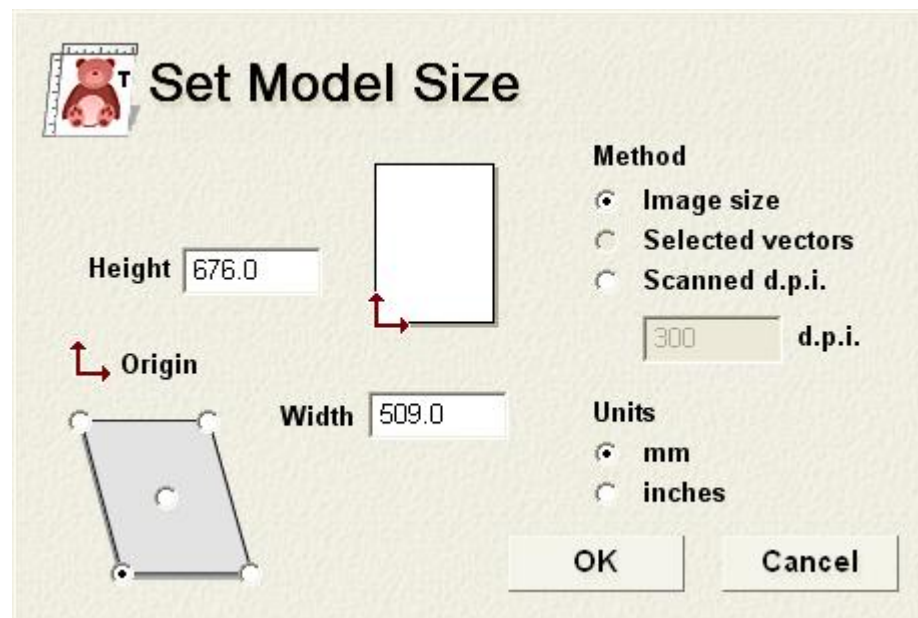 T
Set Model Size
Method
Image size
Selected vectors
Height 676.0
Scanned d.p.i.
300 d.p.i.
Origin
Width 509.0
Units
mm
inches
OK
Cancel